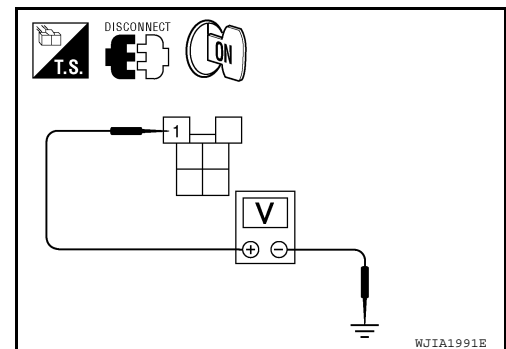 DISCONNECT
T.S.
ON
1
V
+ −
WJIA1991E